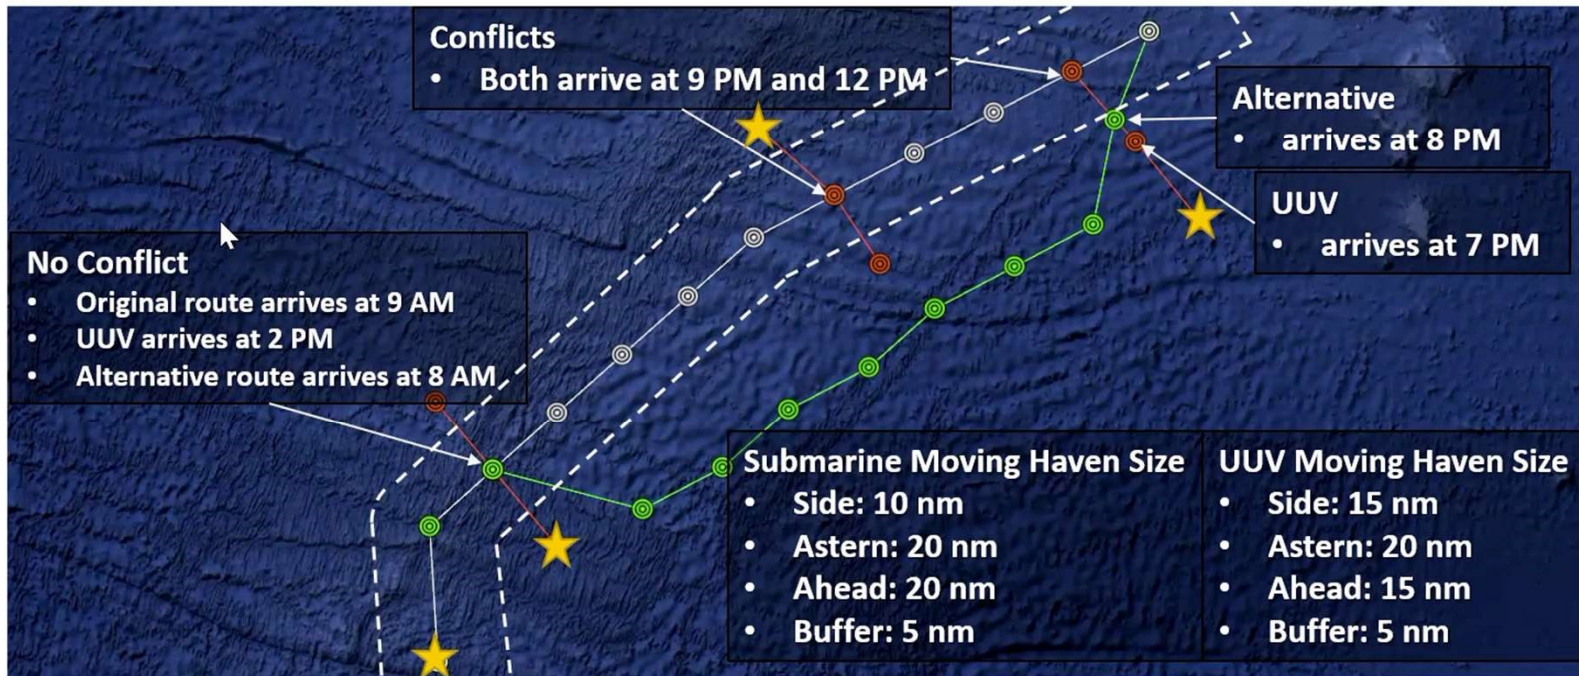 Conflicts
• Both arrive at 9 PM and 12 PM
Alternative
• arrives at 8 PM
UUV
• arrives at 7 PM
No Conflict
• Original route arrives at 9 AM
• UUV arrives at 2 PM
• Alternative route arrives at 8 AM
Submarine Moving Haven Size
• Side: 10 nm
• Astern: 20 nm
• Ahead: 20 nm
• Buffer: 5 nm
UUV Moving Haven Size
• Side: 15 nm
• Astern: 20 nm
• Ahead: 15 nm
• Buffer: 5 nm